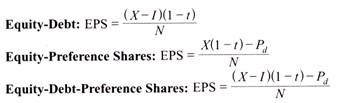 Equity-Debt: EPS = (X−I)(1−t) / N
Equity-Preference Shares: EPS = X(1−t)−P_d / N
Equity-Debt-Preference Shares: EPS = (X−I)(1−t)−P_d / N